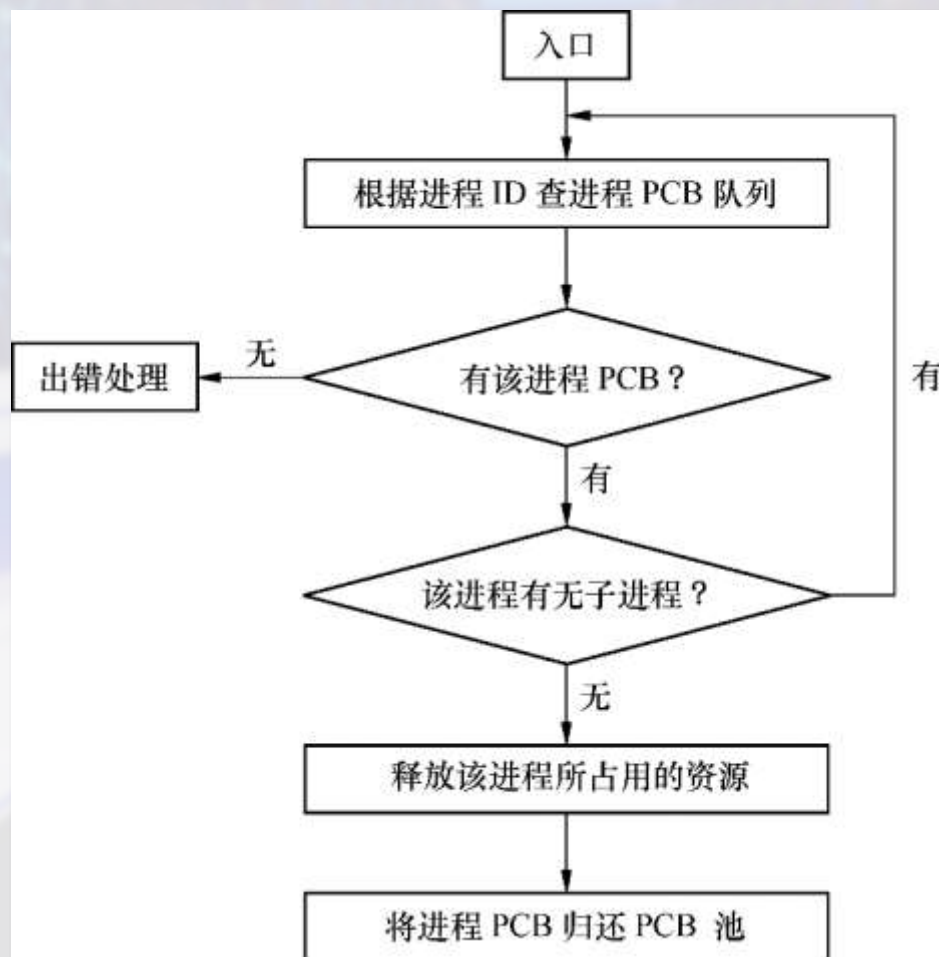 入口
根据进程 ID 查进程 PCB 队列
出错处理
无
有该进程 PCB？
有
有
该进程有无子进程？
无
释放该进程所占用的资源
将进程 PCB 归还 PCB 池